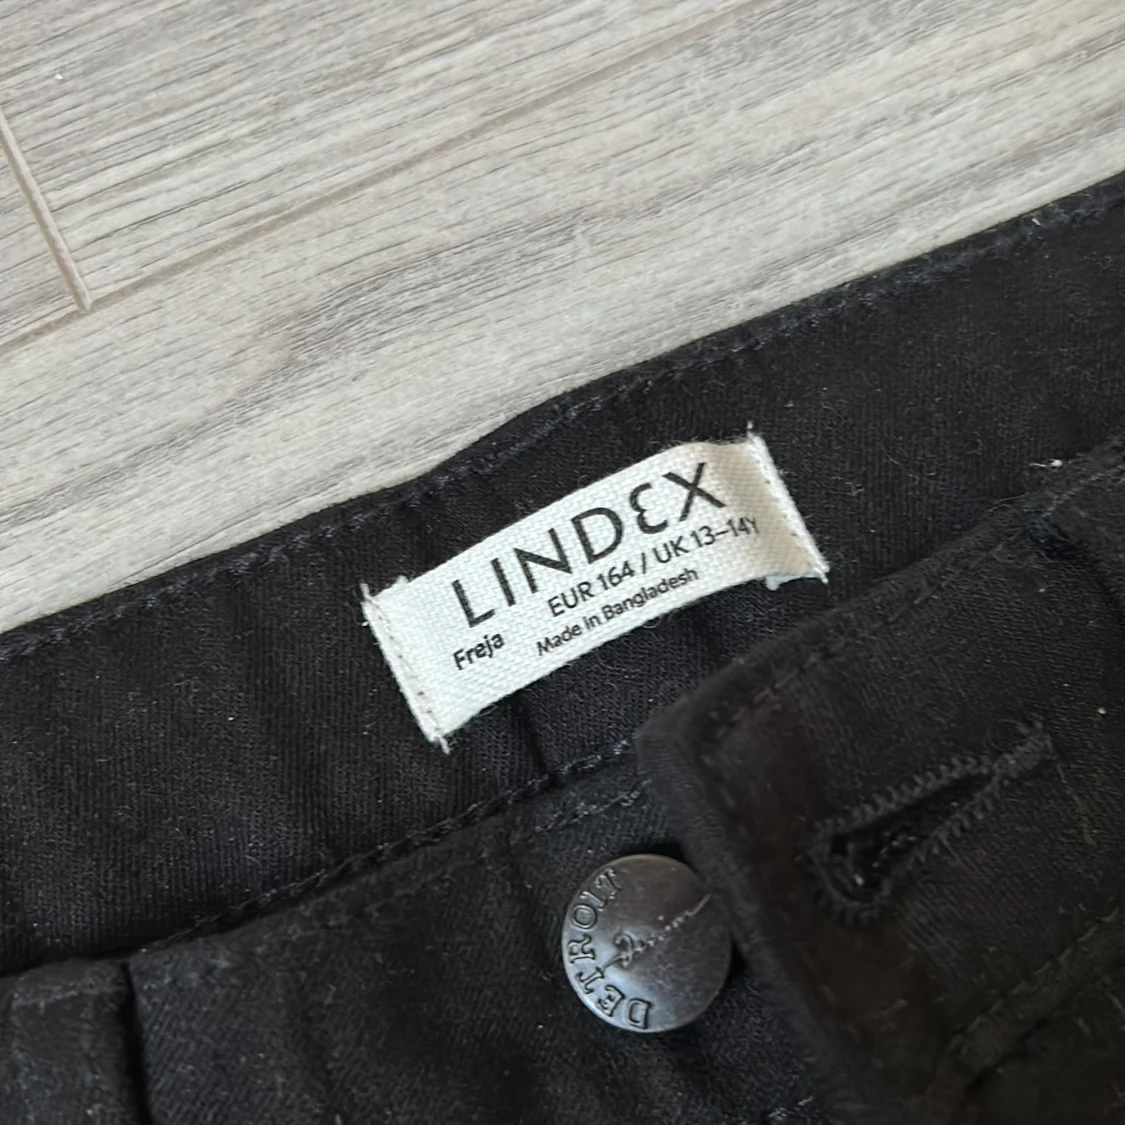 LINDEX
EUR 164 / UK 13–14Y
Freja
Made in Bangladesh
DETROIT
Denim